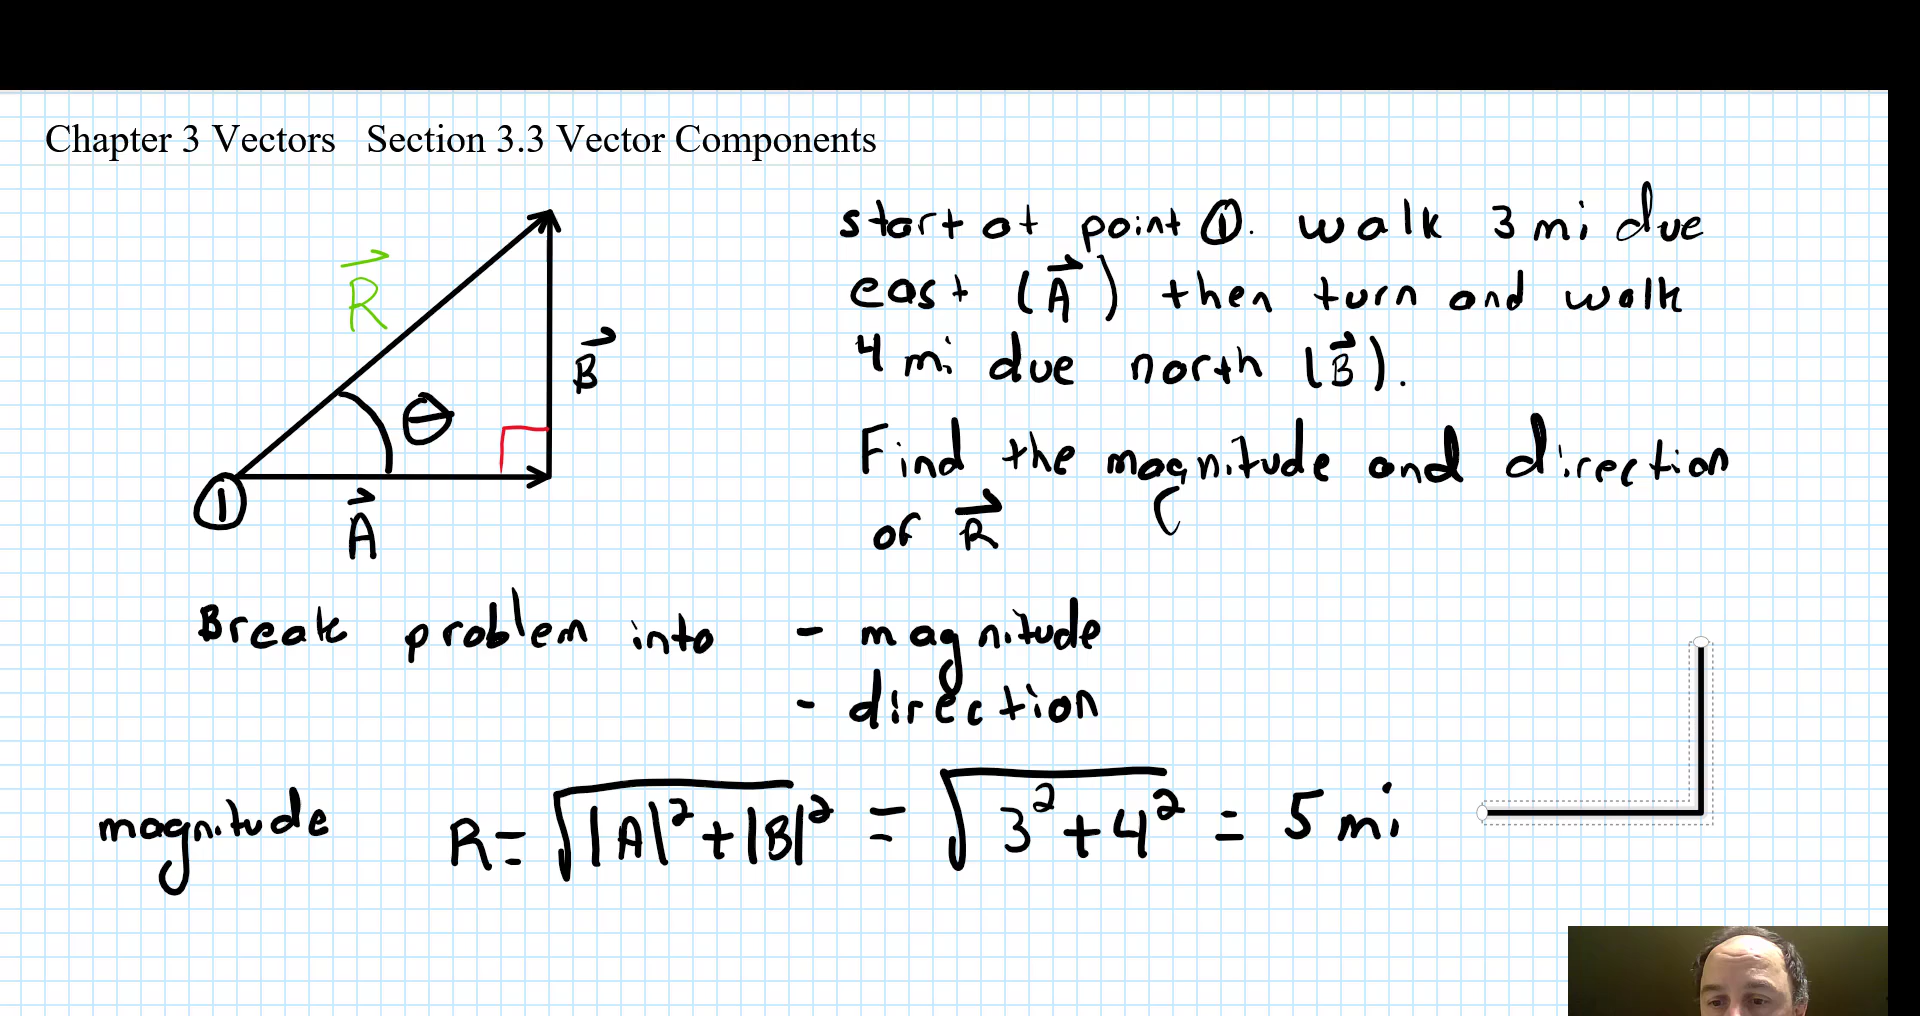 Chapter 3 Vectors   Section 3.3 Vector Components
R
B
θ
1
A
start at point ①. walk 3 mi due
east (A) then turn and walk
4 mi due north (B).
Find the magnitude and direction
of R
Break problem into - magnitude
- direction
magnitude R = √|A|² + |B|² = √3² + 4² = 5 mi